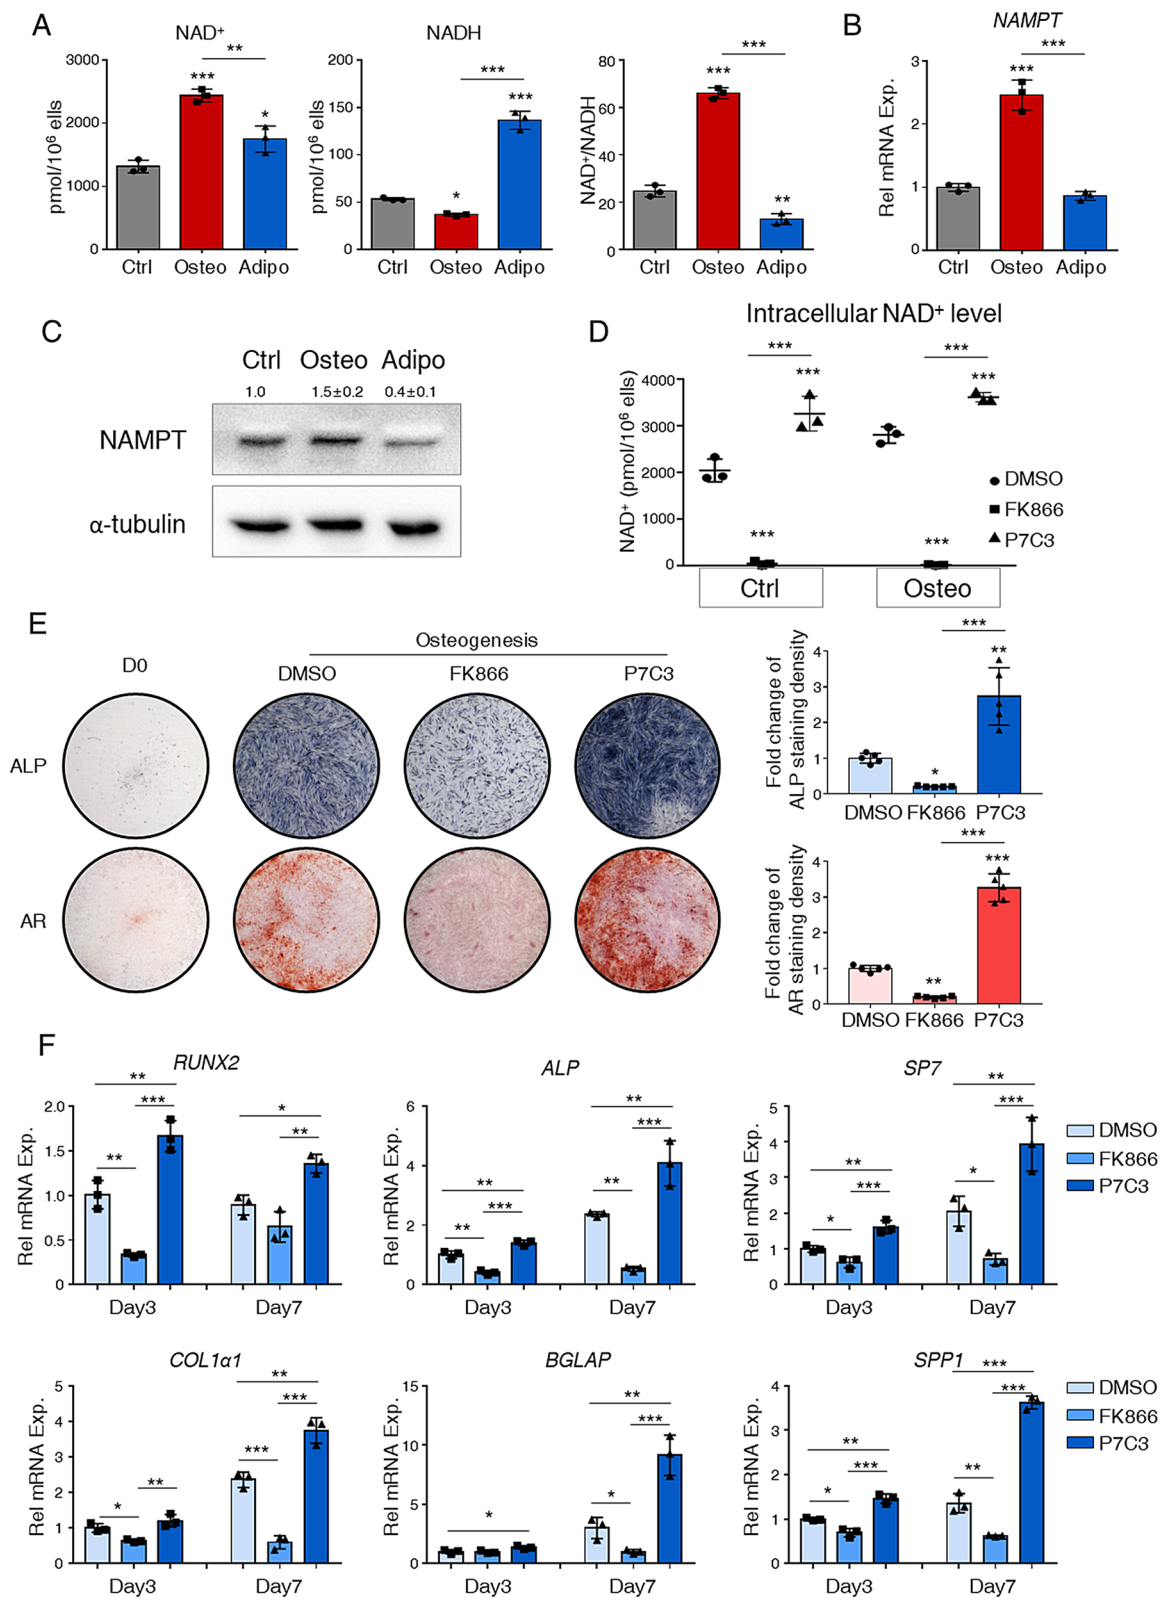 A
NAD+
**
***
*
3000
2000
1000
0
pmol/10^6 ells
Ctrl Osteo Adipo
NADH
***
***
*
200
150
100
50
0
pmol/10^6 ells
Ctrl Osteo Adipo
***
***
**
80
60
40
20
0
NAD+/NADH
Ctrl Osteo Adipo
B
NAMPT
***
***
3
2
1
0
Rel mRNA Exp.
Ctrl Osteo Adipo
C
Ctrl Osteo Adipo
1.0 1.5±0.2 0.4±0.1
NAMPT
α-tubulin
D
Intracellular NAD+ level
*** ***
*** ***
*** ***
4000
3000
2000
1000
0
NAD+ (pmol/10^6 ells)
DMSO
FK866
P7C3
Ctrl Osteo
E
Osteogenesis
D0 DMSO FK866 P7C3
ALP
AR
***
**
*
4
3
2
1
0
Fold change of
ALP staining density
DMSO FK866 P7C3
***
***
**
4
3
2
1
0
Fold change of
AR staining density
DMSO FK866 P7C3
F
RUNX2
**
***
**
*
**
2.0
1.5
1.0
0.5
0
Rel mRNA Exp.
Day3 Day7
ALP
**
***
**
**
***
**
6
4
2
0
Rel mRNA Exp.
Day3 Day7
SP7
**
***
*
**
***
*
5
4
3
2
1
0
Rel mRNA Exp.
Day3 Day7
DMSO
FK866
P7C3
COL1α1
**
***
***
**
*
5
4
3
2
1
0
Rel mRNA Exp.
Day3 Day7
BGLAP
**
***
*
*
15
10
5
0
Rel mRNA Exp.
Day3 Day7
SPP1
***
***
**
**
***
*
4
3
2
1
0
Rel mRNA Exp.
Day3 Day7
DMSO
FK866
P7C3